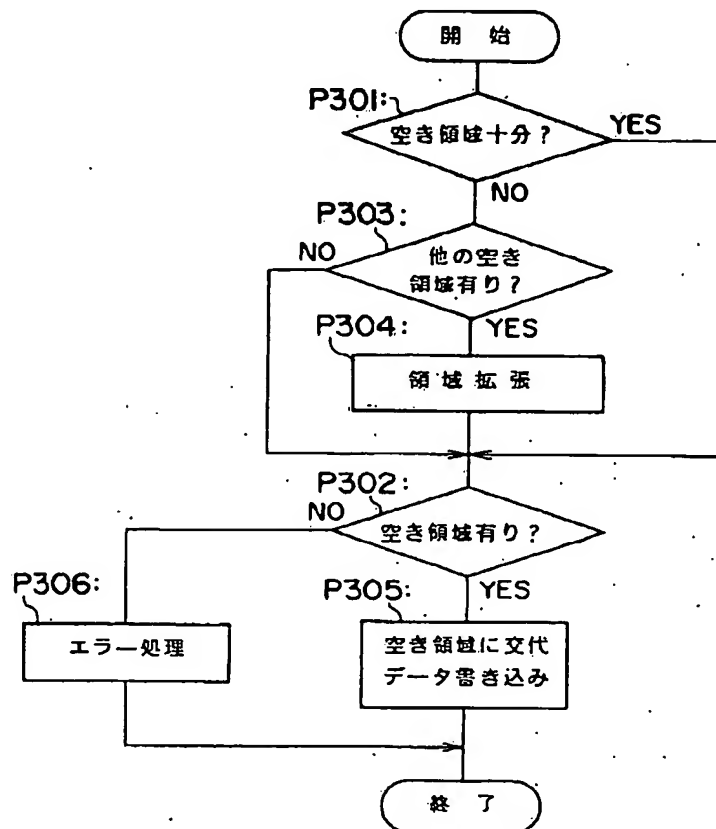 開始
P301:
空き領域十分?
YES
NO
P303:
NO
他の空き
領域有り?
P304:
YES
領域拡張
P302:
NO
空き領域有り?
P306:
P305:
YES
エラー処理
空き領域に交代
データ書き込み
終了